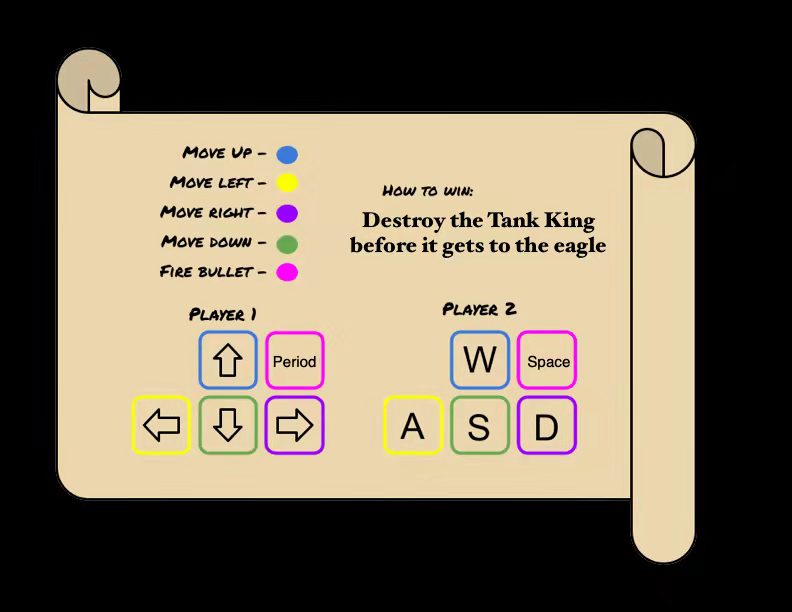 Move Up -
Move left -
Move right -
Move down -
Fire bullet -
How to win:
Destroy the Tank King
before it gets to the eagle
Player 1
Period
Player 2
W
Space
A
S
D